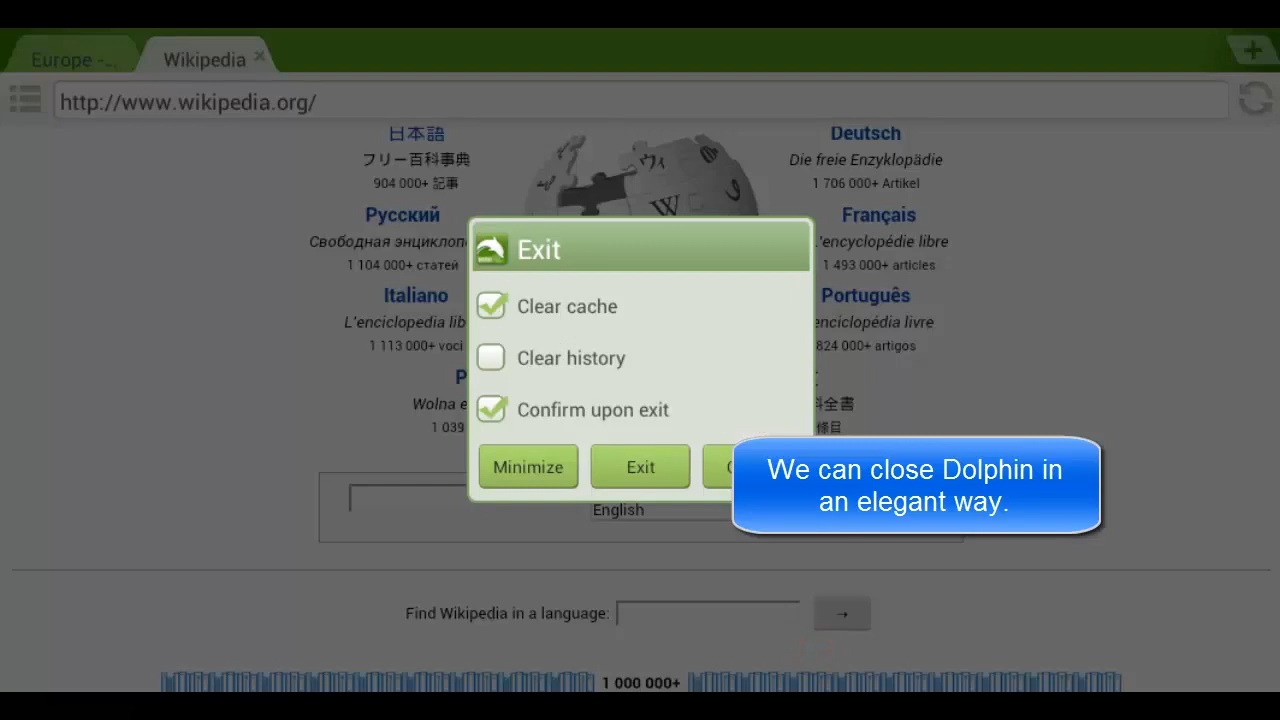 Europe -...
Wikipedia
http://www.wikipedia.org/
日本語
Deutsch
フリー百科事典
Die freie Enzyklopädie
904 000+ 記事
1 706 000+ Artikel
Русский
Français
Свободная
'encyclopédie libre
1 104 000+ статей
1 493 000+ articles
Italiano
Português
L'enciclopedia
enciclopédia livre
1 113 000+ voci
824 000+ artigos
Wolna
科全書
1 039
條目
Exit
Clear cache
Clear history
Confirm upon exit
Minimize
Exit
We can close Dolphin in
an elegant way.
English
Find Wikipedia in a language:
→
1 000 000+